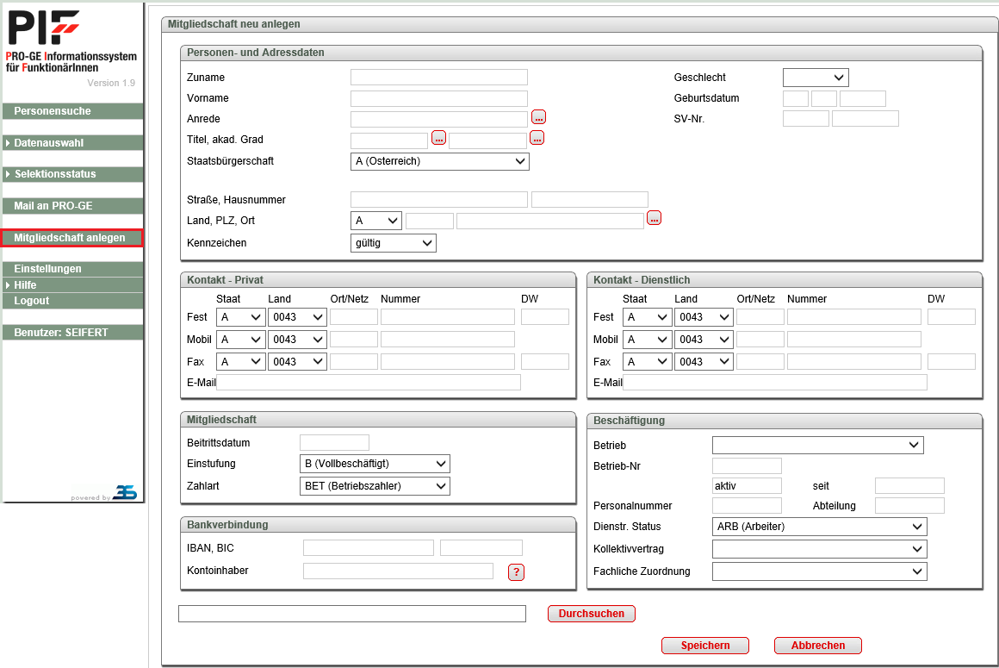 PIF
PRO-GE Informationssystem
für FunktionärInnen
Version 1.9
Personensuche
Datenauswahl
Selektionsstatus
Mail an PRO-GE
Mitgliedschaft anlegen
Einstellungen
Hilfe
Logout
Benutzer: SEIFERT
powered by 3S
Mitgliedschaft neu anlegen
Personen- und Adressdaten
Zuname Geschlecht
Vorname Geburtsdatum
Anrede ... SV-Nr.
Titel, akad. Grad ... ...
Staatsbürgerschaft A (Österreich)
Straße, Hausnummer
Land, PLZ, Ort A ...
Kennzeichen gültig
Kontakt - Privat
Staat Land Ort/Netz Nummer DW
Fest A 0043
Mobil A 0043
Fax A 0043
E-Mail
Kontakt - Dienstlich
Staat Land Ort/Netz Nummer DW
Fest A 0043
Mobil A 0043
Fax A 0043
E-Mail
Mitgliedschaft
Beitrittsdatum
Einstufung B (Vollbeschäftigt)
Zahlart BET (Betriebszahler)
Bankverbindung
IBAN, BIC
Kontoinhaber ?
Beschäftigung
Betrieb
Betrieb-Nr
aktiv seit
Personalnummer Abteilung
Dienstr. Status ARB (Arbeiter)
Kollektivvertrag
Fachliche Zuordnung
Durchsuchen
Speichern Abbrechen